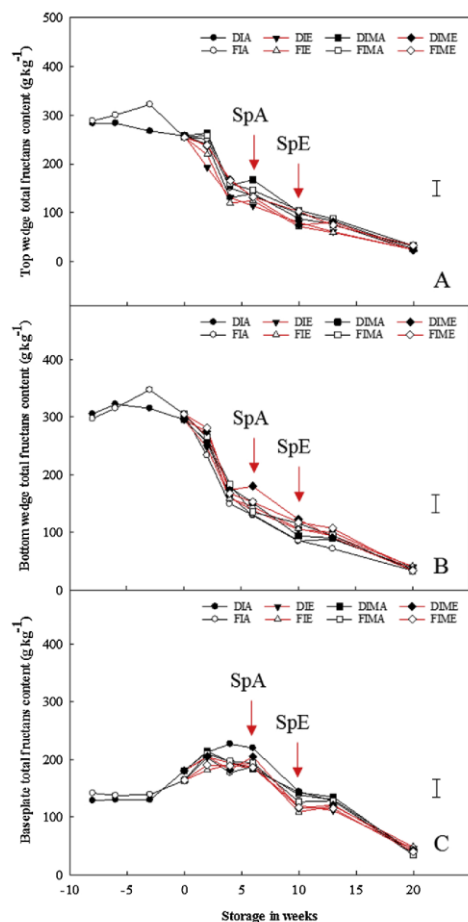 500
A
DIA DIE DIMA DIME
FIA FIE FIMA FIME
400
300
200
100
0
SpA
SpE
Top wedge total fructans content (g kg-1)
B
DIA DIE DIMA DIME
FIA FIE FIMA FIME
400
300
200
100
0
SpA
SpE
Bottom wedge total fructans content (g kg-1)
C
DIA DIE DIMA DIME
FIA FIE FIMA FIME
400
300
200
100
0
SpA
SpE
Baseplate total fructans content (g kg-1)
-10 -5 0 5 10 15 20 25
Storage in weeks